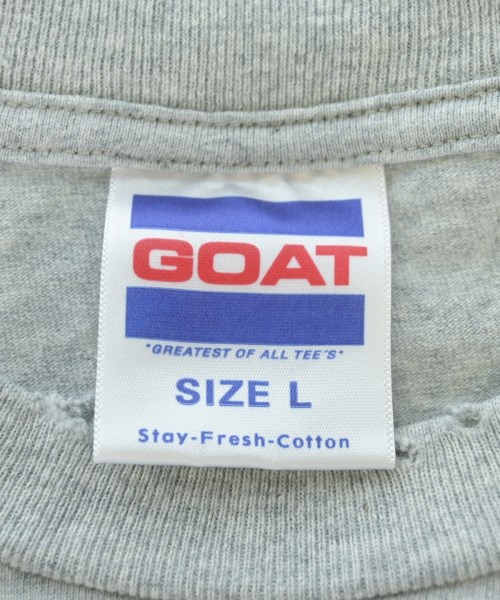 GOAT
"GREATEST OF ALL TEE'S"
SIZE L
Stay-Fresh-Cotton